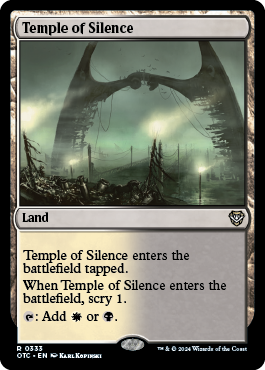 Temple of Silence
Land
Temple of Silence enters the
battlefield tapped.
When Temple of Silence enters the
battlefield, scry 1.
: Add or .
R 0333
OTC • EN KARL KOPINSKI
™ & © 2024 Wizards of the Coast